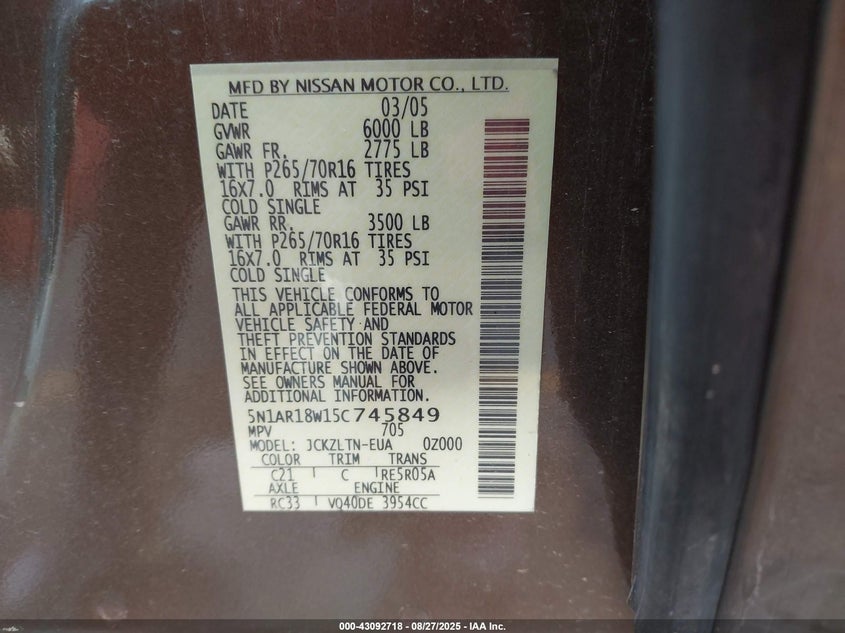 MFD BY NISSAN MOTOR CO., LTD.
DATE 03/05
GVWR 6000 LB
GAWR FR. 2775 LB
WITH P265/70R16 TIRES
16X7.0 RIMS AT 35 PSI
COLD SINGLE
GAWR RR. 3500 LB
WITH P265/70R16 TIRES
16X7.0 RIMS AT 35 PSI
COLD SINGLE
THIS VEHICLE CONFORMS TO
ALL APPLICABLE FEDERAL MOTOR
VEHICLE SAFETY AND
THEFT PREVENTION STANDARDS
IN EFFECT ON THE DATE OF
MANUFACTURE SHOWN ABOVE.
SEE OWNERS MANUAL FOR
ADDITIONAL INFORMATION.
5N1AR18W15C745849
MPV 705
MODEL: JCKZLTN-EUA 0Z000
COLOR TRIM TRANS
C21 C RE5R05A
AXLE ENGINE
RC33 VQ40DE 3954CC
000-43092718 - 08/27/2025 - IAA Inc.